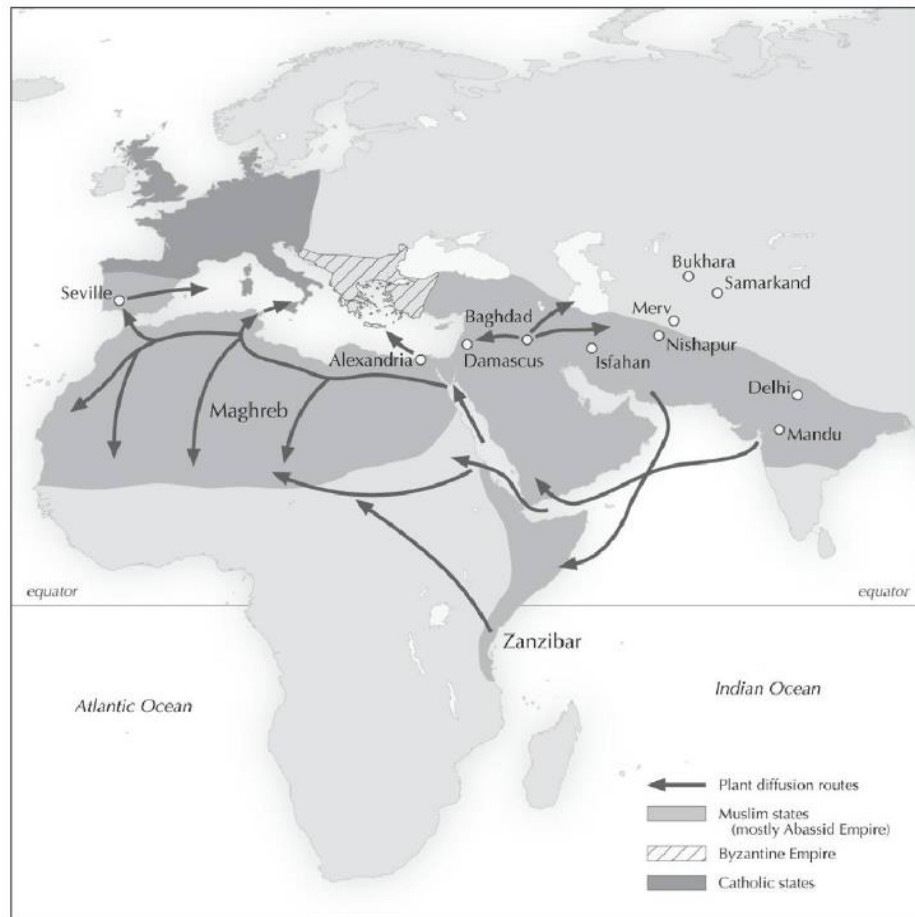 Bukhara
Samarkand
Seville
Merv
Baghdad
Nishapur
Alexandria
Damascus
Isfahan
Delhi
Maghreb
Mandu
equator
equator
Zanzibar
Atlantic Ocean
Indian Ocean
Plant diffusion routes
Muslim states
(mostly Abassid Empire)
Byzantine Empire
Catholic states